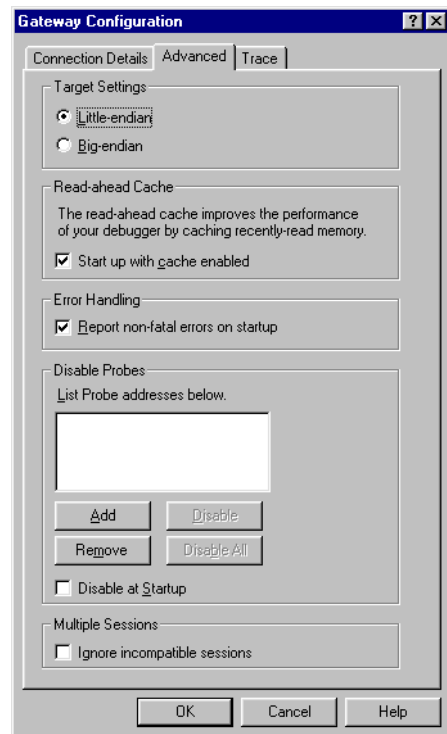 Gateway Configuration
Connection Details Advanced Trace
Target Settings
Little-endian
Big-endian
Read-ahead Cache
The read-ahead cache improves the performance
of your debugger by caching recently-read memory.
Start up with cache enabled
Error Handling
Report non-fatal errors on startup
Disable Probes
List Probe addresses below.
Add Disable
Remove Disable All
Disable at Startup
Multiple Sessions
Ignore incompatible sessions
OK Cancel Help